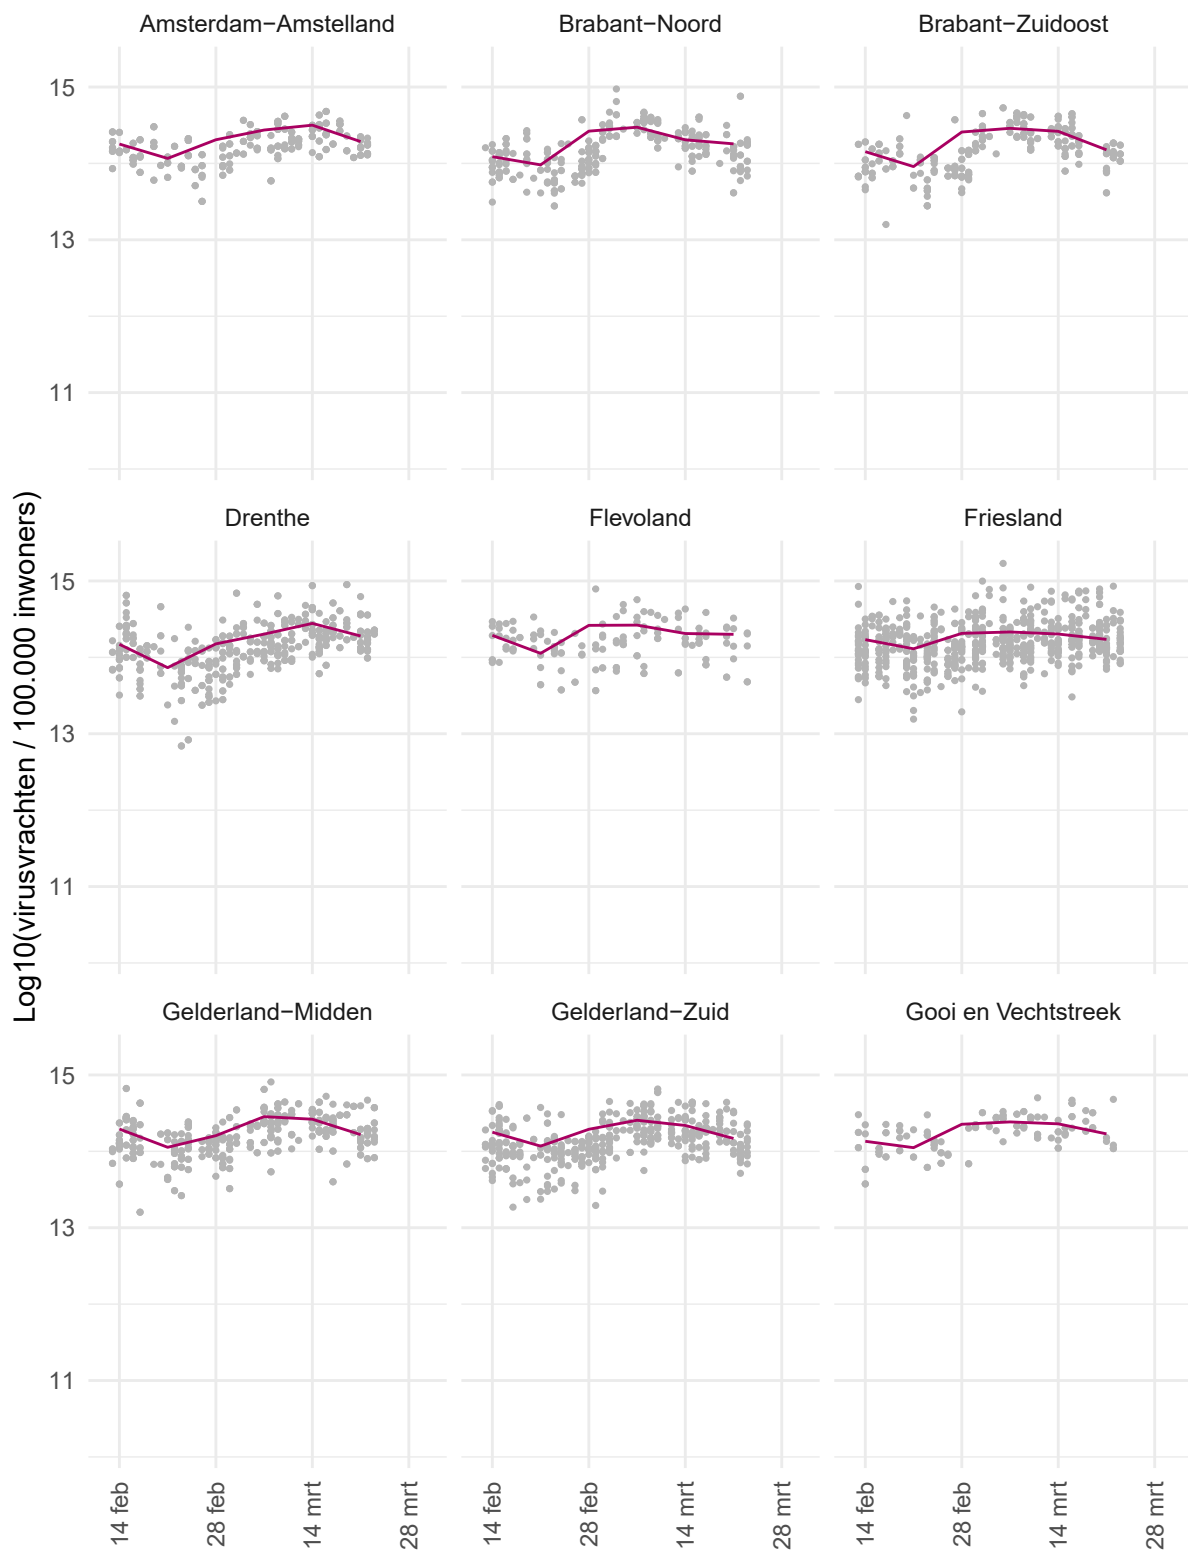 Amsterdam−Amstelland
Brabant−Noord
Brabant−Zuidoost
15
13
11
Drenthe
Flevoland
Friesland
15
13
11
Log10(virusvrachten / 100.000 inwoners)
Gelderland−Midden
Gelderland−Zuid
Gooi en Vechtstreek
15
13
11
14 feb
28 feb
14 mrt
28 mrt
14 feb
28 feb
14 mrt
28 mrt
14 feb
28 feb
14 mrt
28 mrt